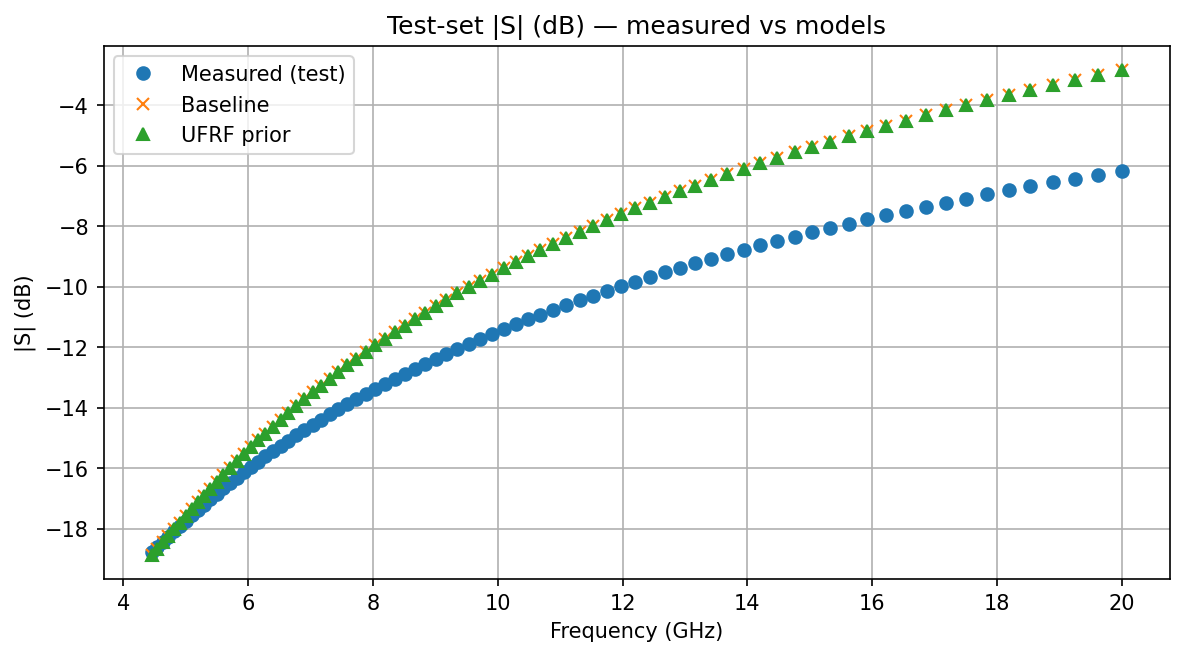 Test-set |S| (dB) — measured vs models
Measured (test)
Baseline
UFRF prior
|S| (dB)
−4
−6
−8
−10
−12
−14
−16
−18
4 6 8 10 12 14 16 18 20
Frequency (GHz)